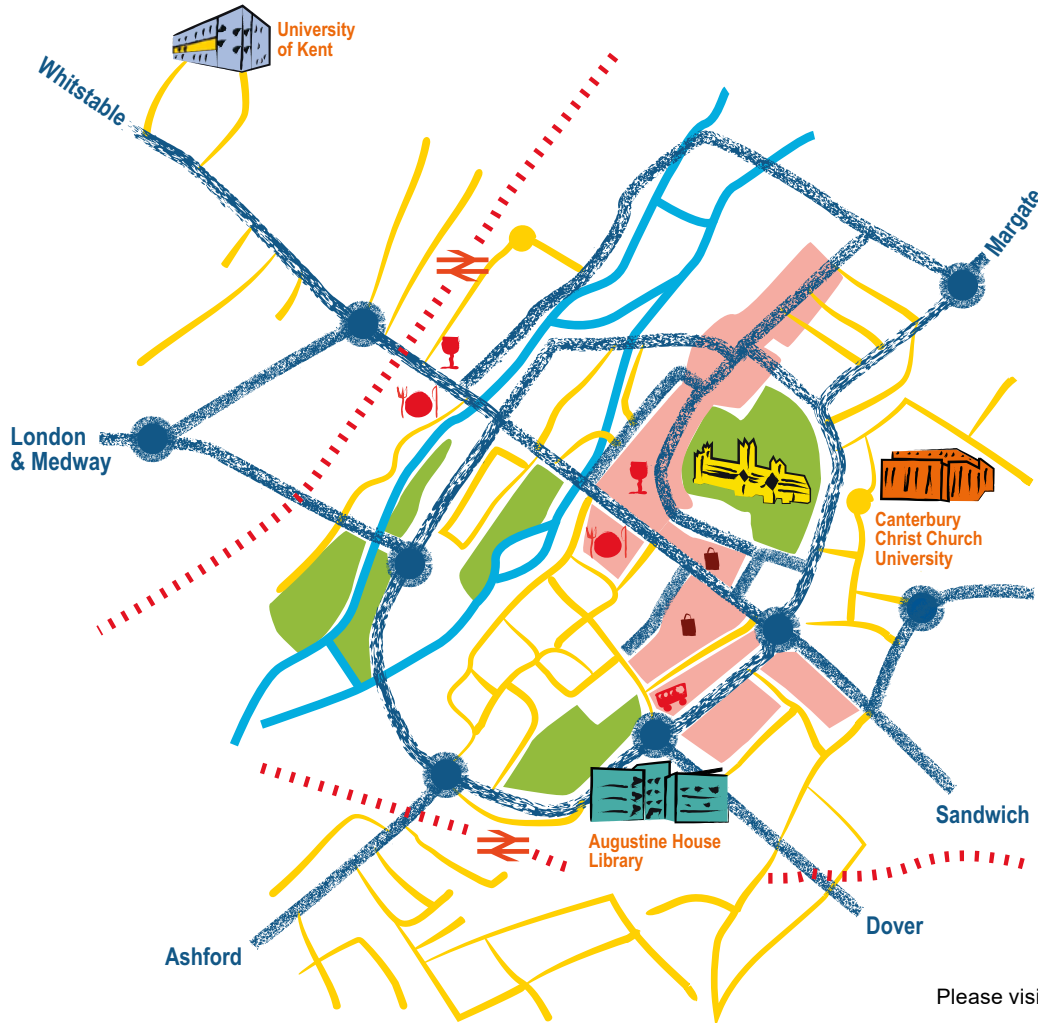 University
of Kent
Whitstable
Margate
London
& Medway
Canterbury
Christ Church
University
Sandwich
Augustine House
Library
Dover
Ashford
Please visi